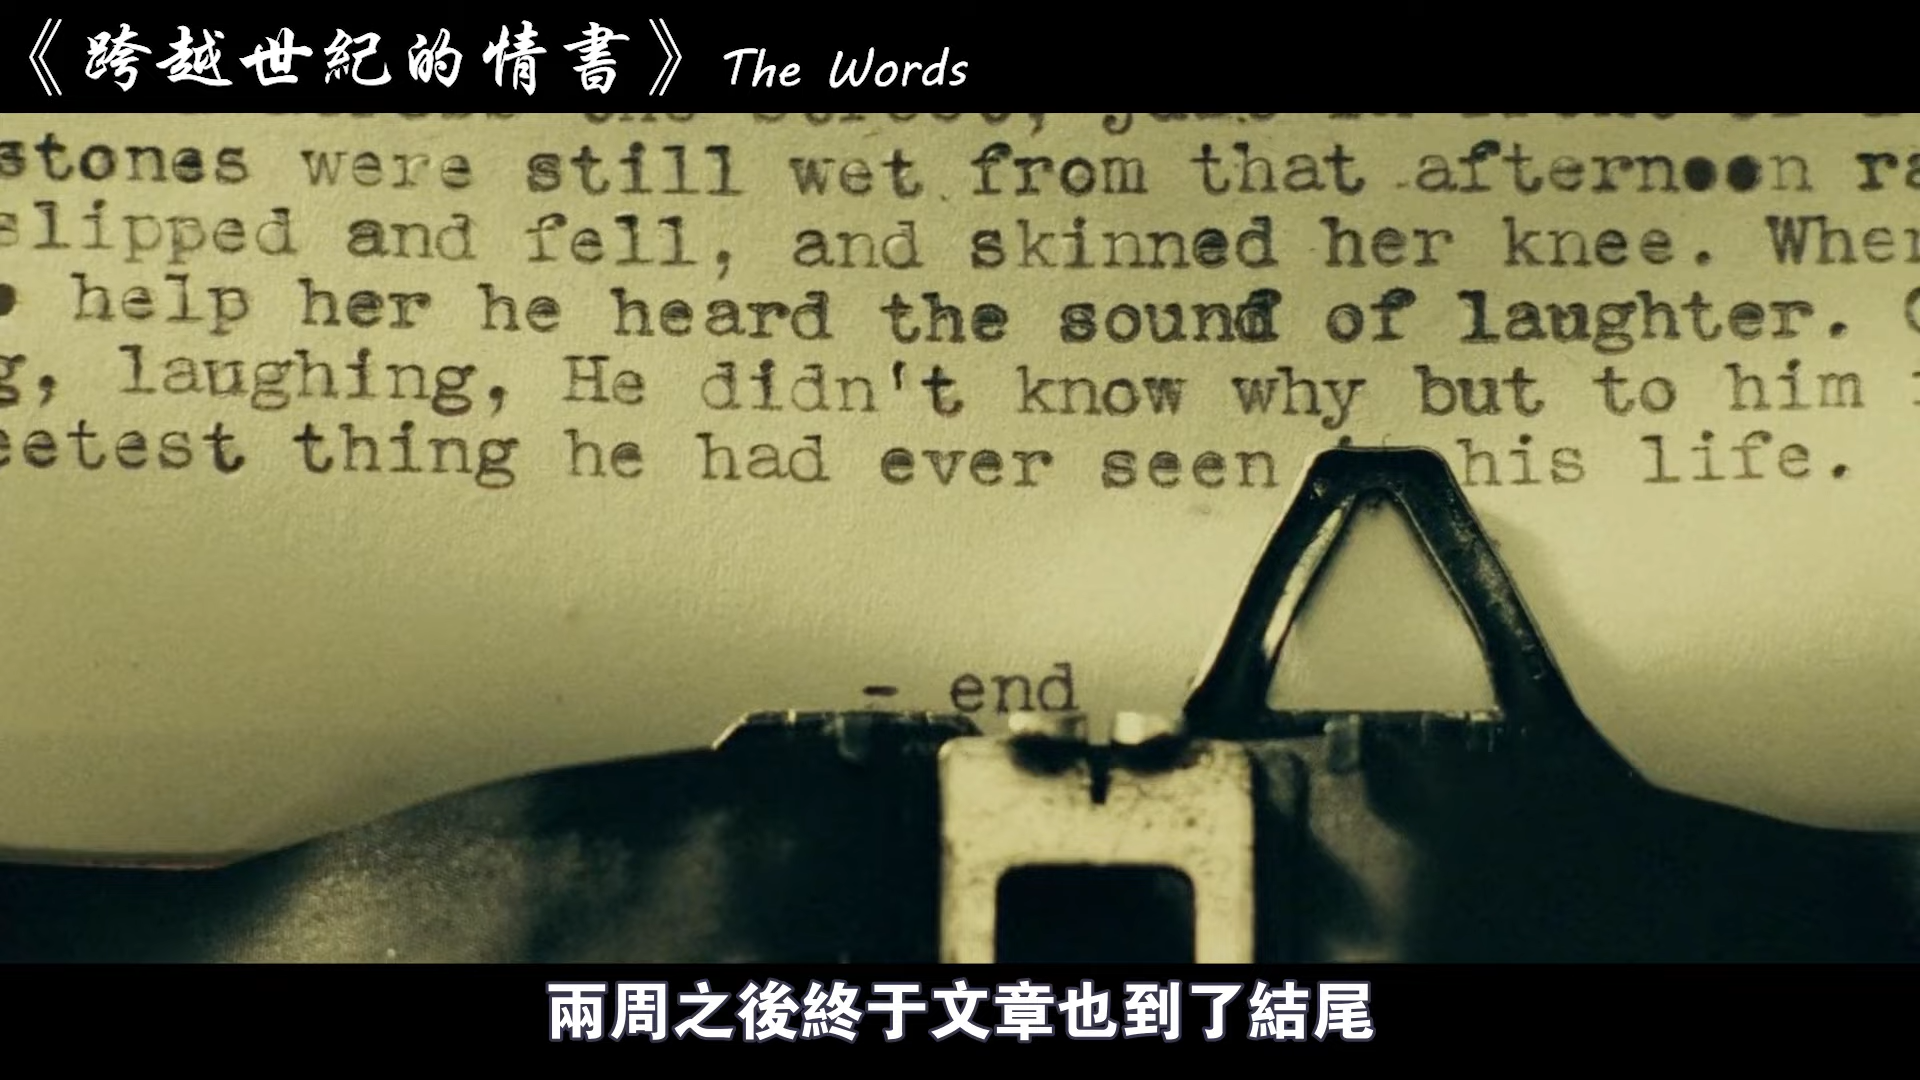 《跨越世紀的情書》 The Words
stones were still wet from that afternoon
slipped and fell, and skinned her knee.
help her he heard the sound of laughter.
laughing, He didn't know why but to him
thing he had ever seen his life.
- end
兩周之後終于文章也到了結尾